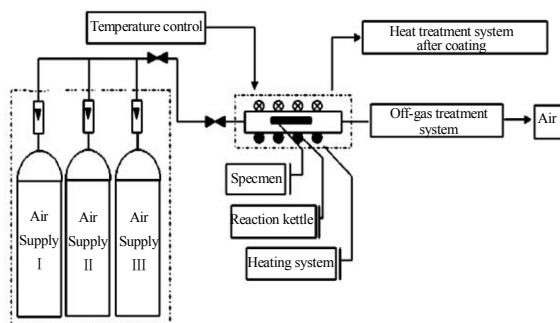 Temperature control
Heat treatment system
after coating
Off-gas treatment
system
Air
Specmen
Reaction kettle
Heating system
Air
Supply
I
Air
Supply
II
Air
Supply
III